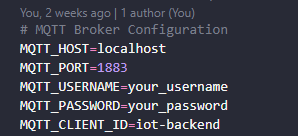 You, 2 weeks ago | 1 author (You)
# MQTT Broker Configuration
MQTT_HOST=localhost
MQTT_PORT=1883
MQTT_USERNAME=your_username
MQTT_PASSWORD=your_password
MQTT_CLIENT_ID=iot-backend